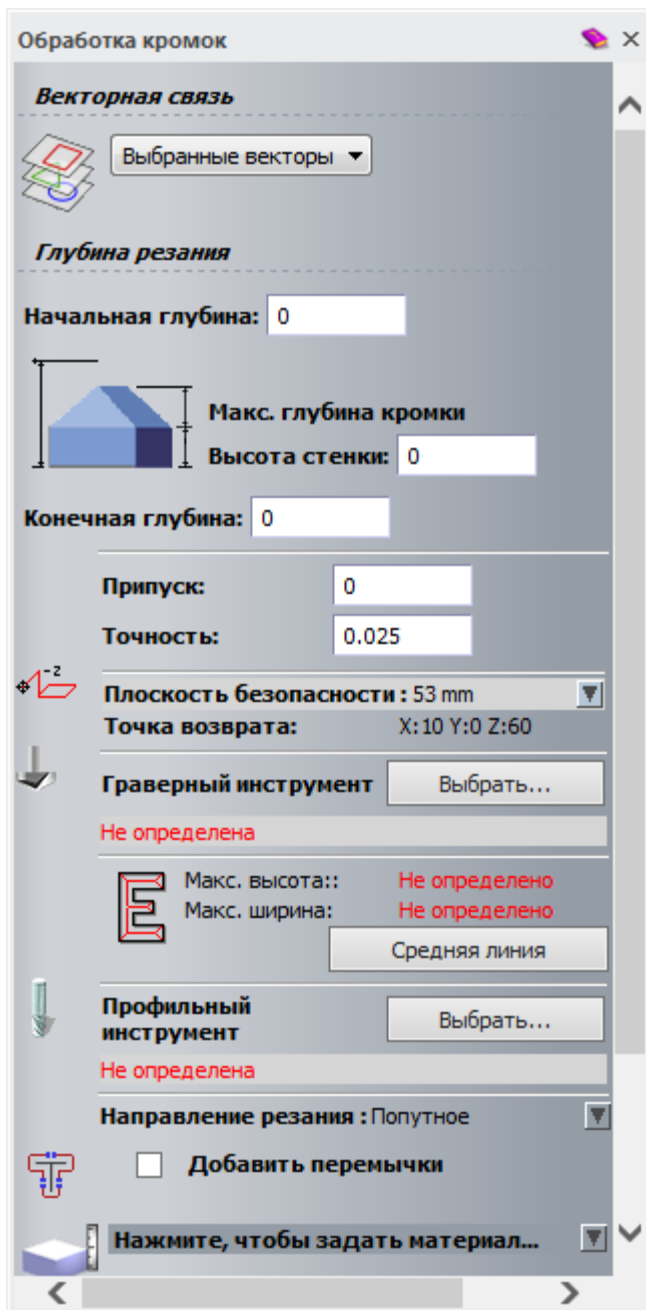 Обработка кромок
Векторная связь
Выбранные векторы
Глубина резания
Начальная глубина: 0
Макс. глубина кромки
Высота стенки: 0
Конечная глубина: 0
Припуск: 0
Точность: 0.025
-Z
Плоскость безопасности : 53 mm
Точка возврата: X:10 Y:0 Z:60
Граверный инструмент Выбрать...
Не определена
Макс. высота:: Не определено
Макс. ширина: Не определено
Средняя линия
Профильный
инструмент Выбрать...
Не определена
Направление резания : Попутное
Добавить перемычки
Нажмите, чтобы задать материал...